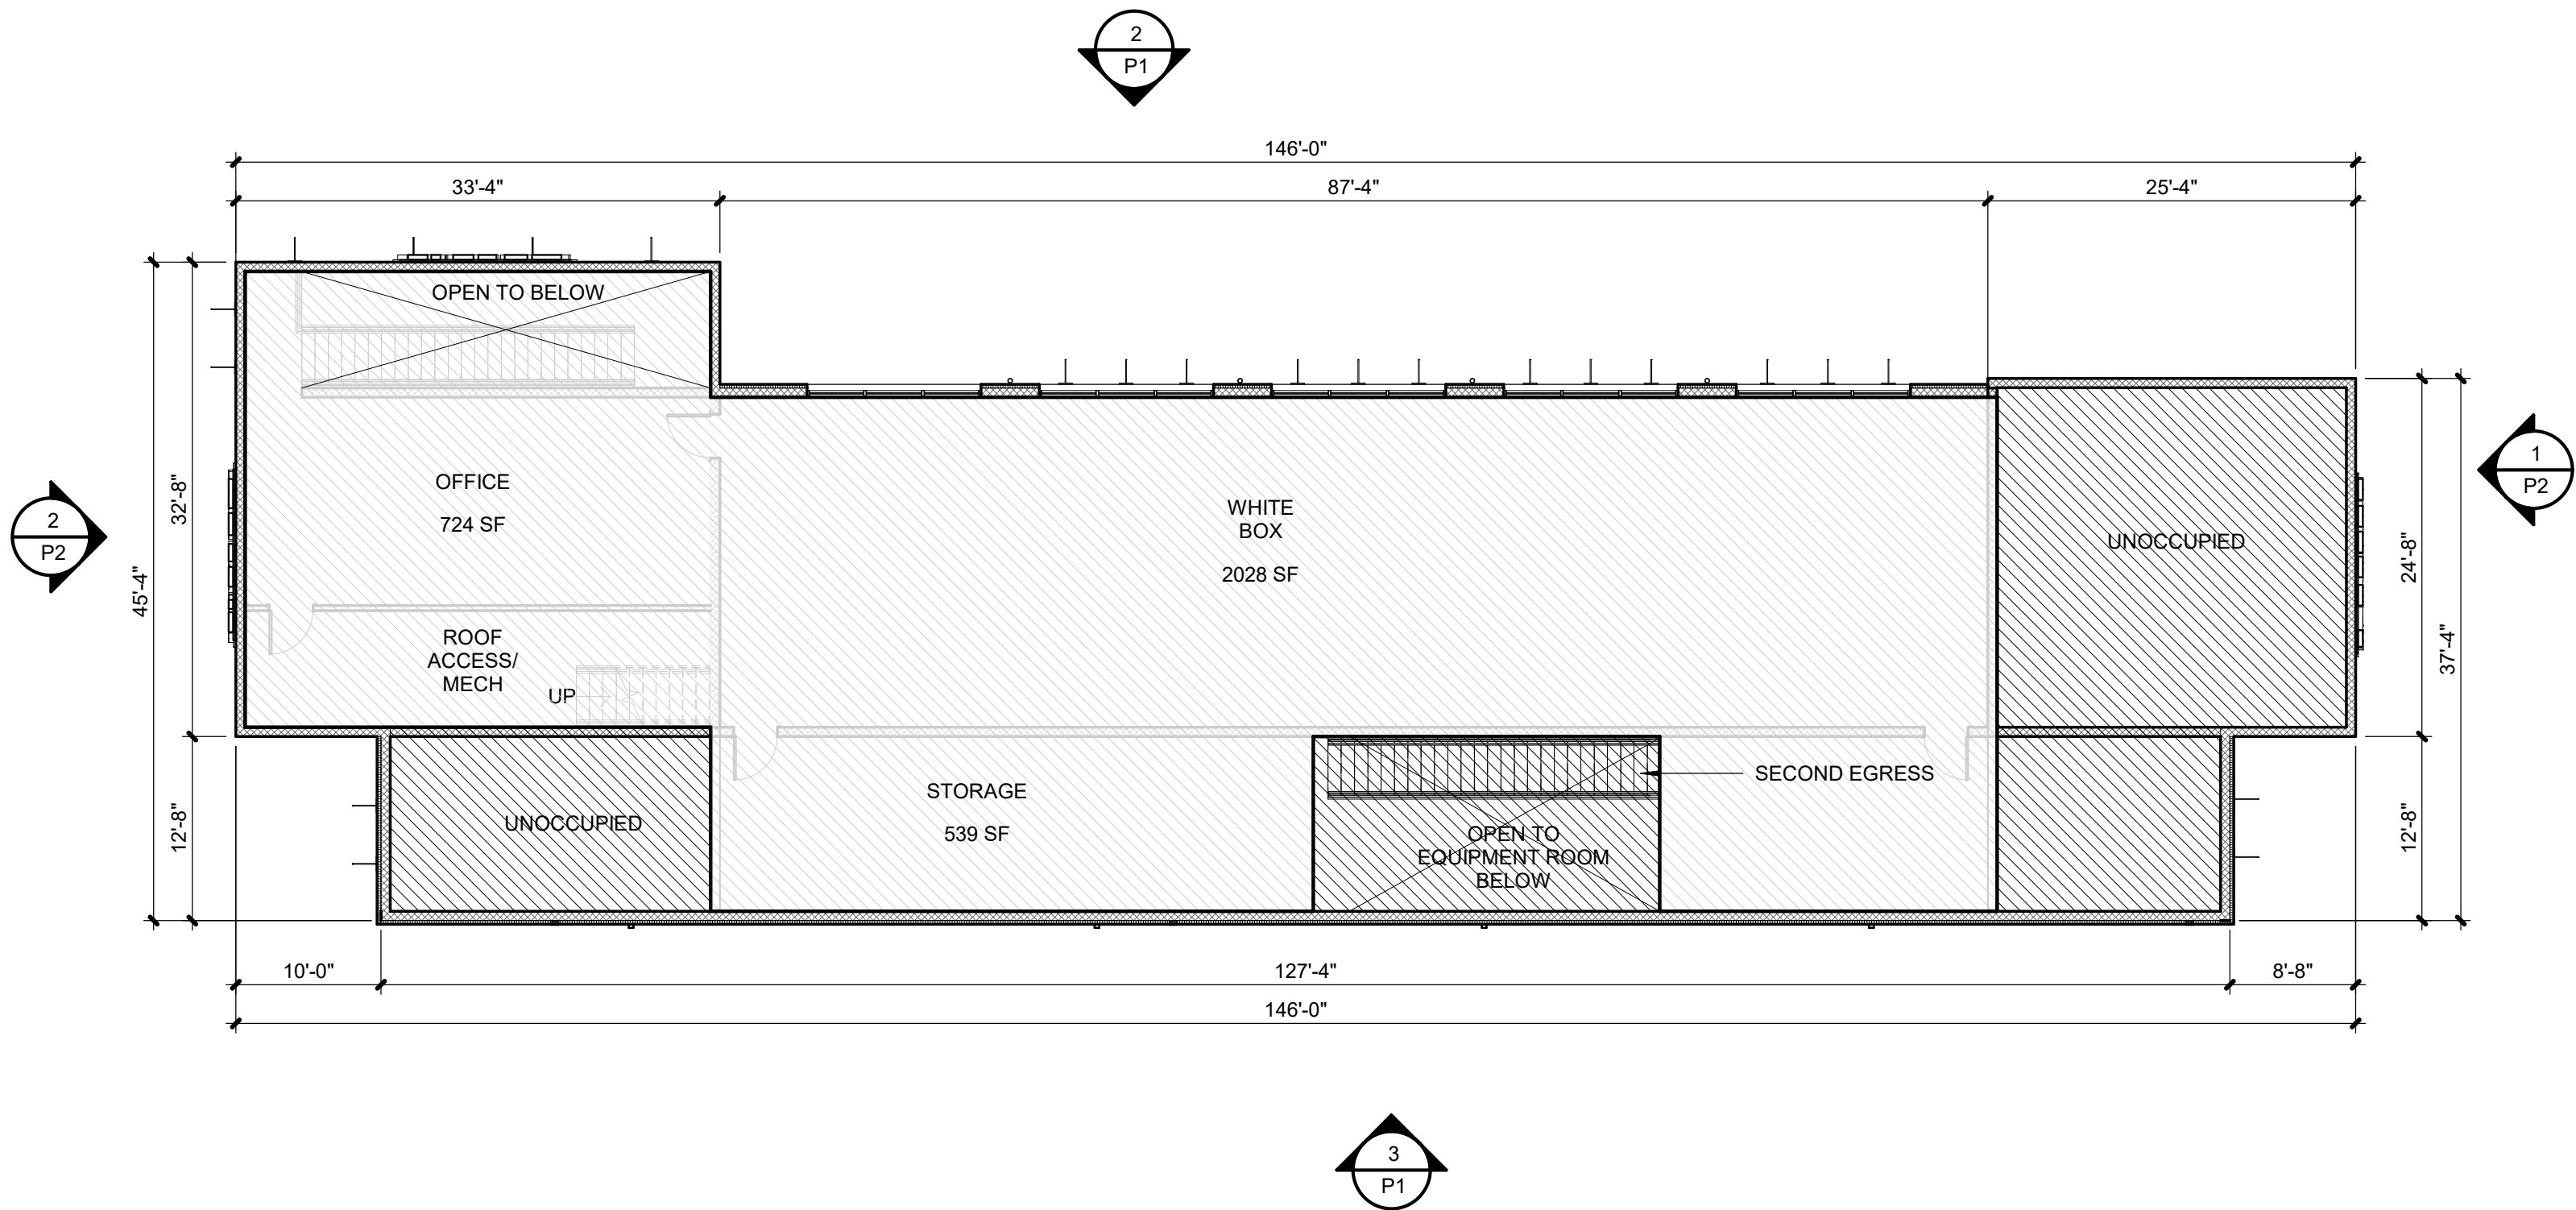 2
P1
146'-0"
33'-4"
87'-4"
25'-4"
OPEN TO BELOW
OFFICE
724 SF
WHITE
BOX
2028 SF
UNOCCUPIED
1
P2
2
P2
32'-8"
45'-4"
24'-8"
37'-4"
ROOF
ACCESS/
MECH
UP
SECOND EGRESS
STORAGE
539 SF
UNOCCUPIED
OPEN TO
EQUIPMENT ROOM
BELOW
12'-8"
12'-8"
10'-0"
127'-4"
8'-8"
146'-0"
3
P1